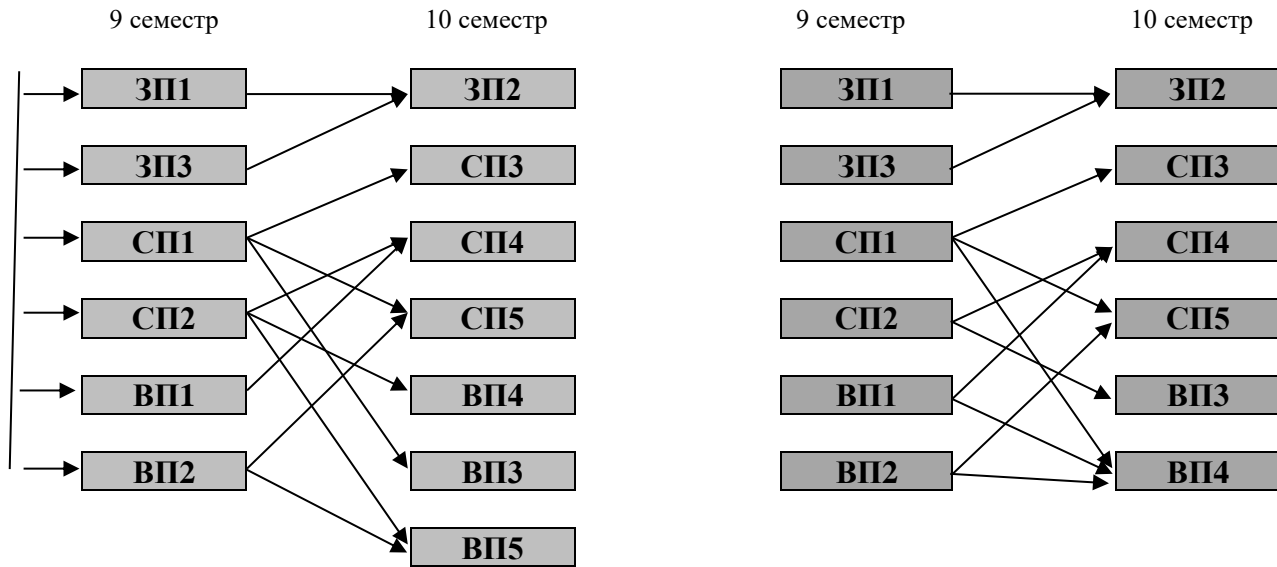 9 семестр 10 семестр 9 семестр 10 семестр
ЗП1 ЗП2 ЗП1 ЗП2
ЗП3 СП3 ЗП3 СП3
СП1 СП4 СП1 СП4
СП2 СП5 СП2 СП5
ВП1 ВП4 ВП1 ВП3
ВП2 ВП3 ВП2 ВП4
ВП5